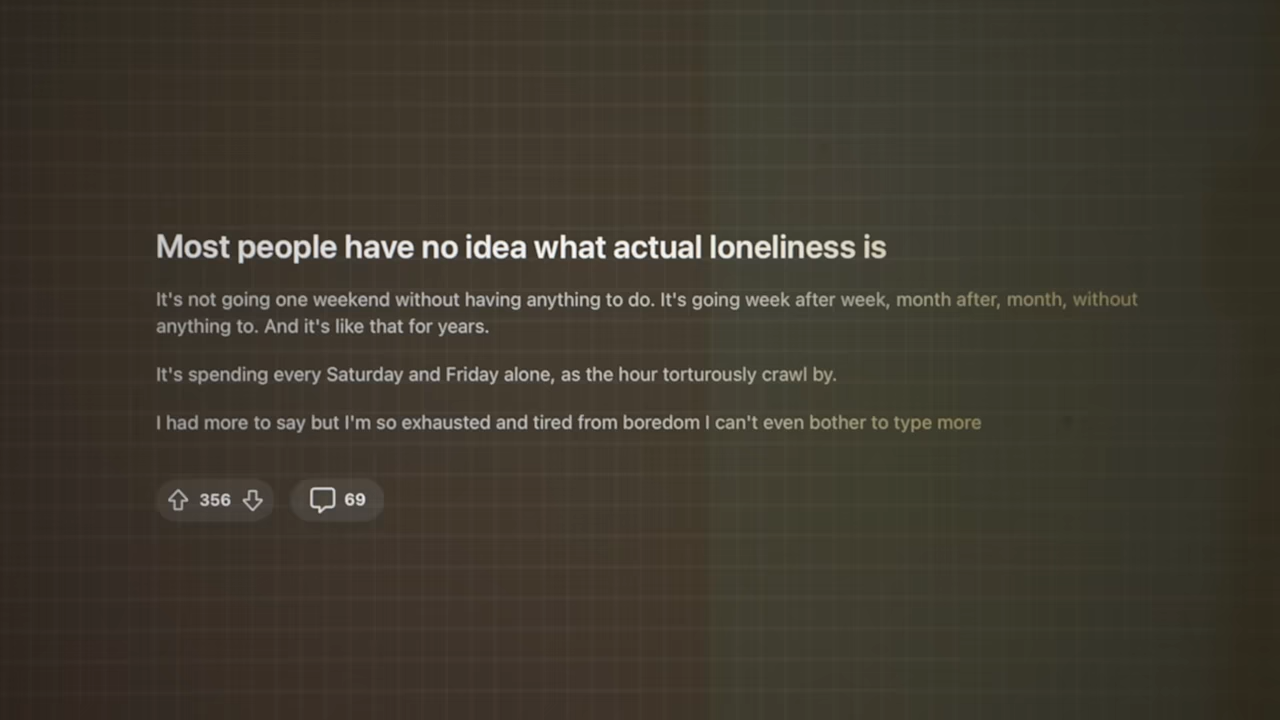 Most people have no idea what actual loneliness is
It's not going one weekend without having anything to do. It's going week after week, month after, month, without
anything to. And it's like that for years.
It's spending every Saturday and Friday alone, as the hour torturously crawl by.
I had more to say but I'm so exhausted and tired from boredom I can't even bother to type more
356
69